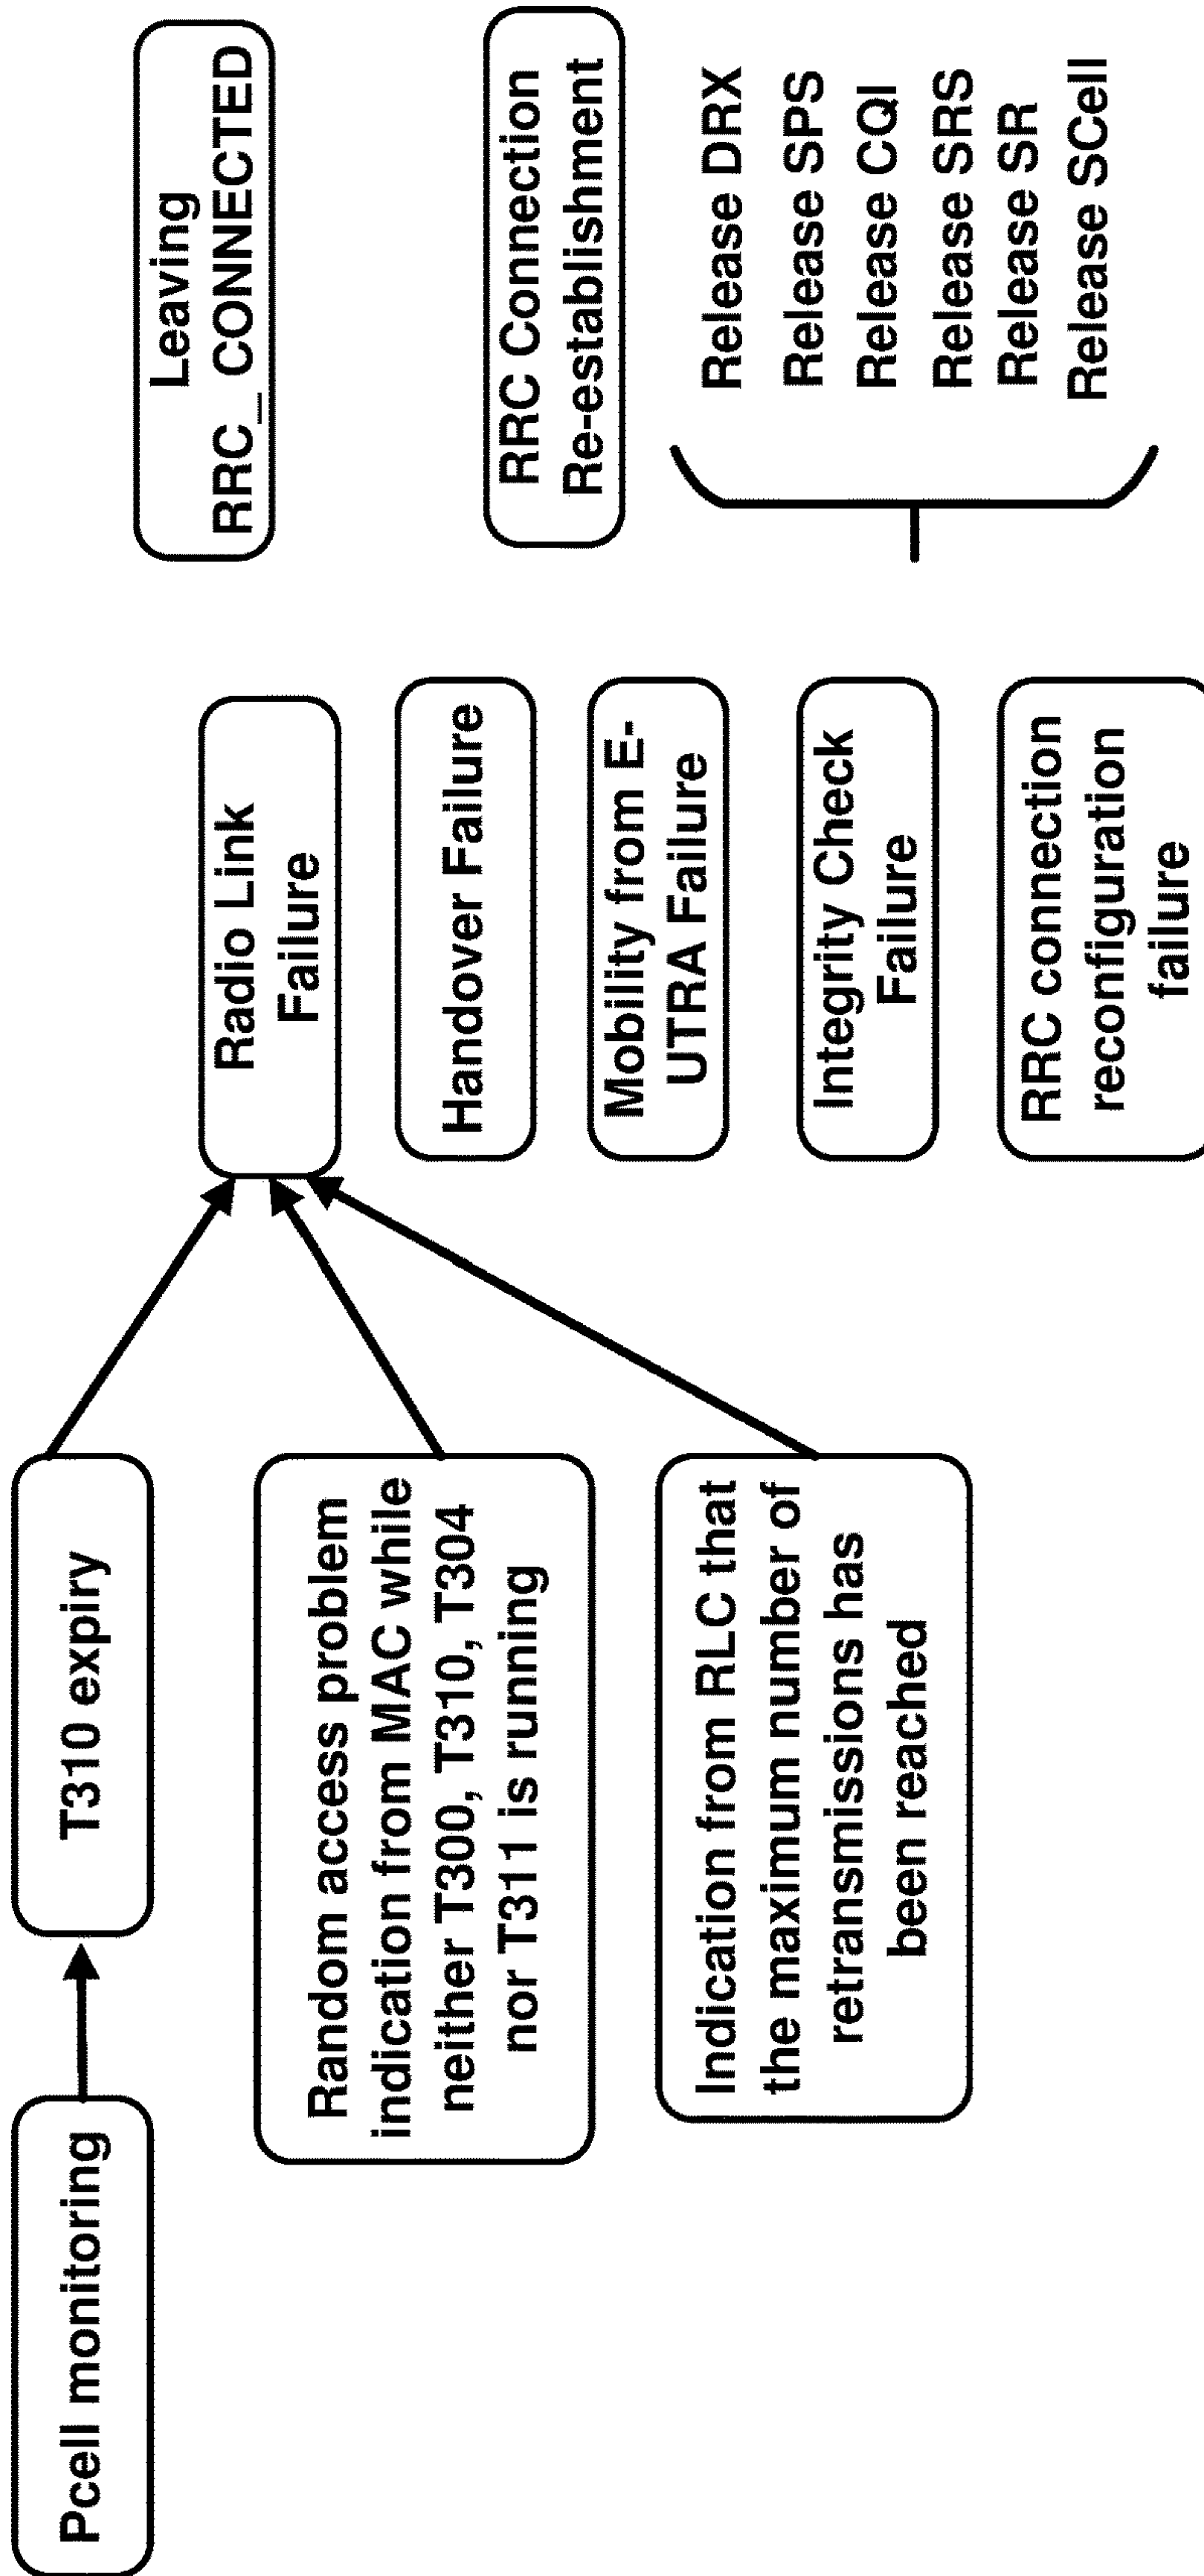 Pcell monitoring
T310 expiry
Random access problem
indication from MAC while
neither T300, T310, T304
nor T311 is running
Indication from RLC that
the maximum number of
retransmissions has
been reached
Radio Link
Failure
Handover Failure
Mobility from E-
UTRA Failure
Integrity Check
Failure
RRC connection
reconfiguration
failure
Leaving
RRC_ CONNECTED
RRC Connection
Re-establishment
Release DRX
Release SPS
Release CQI
Release SRS
Release SR
Release SCell